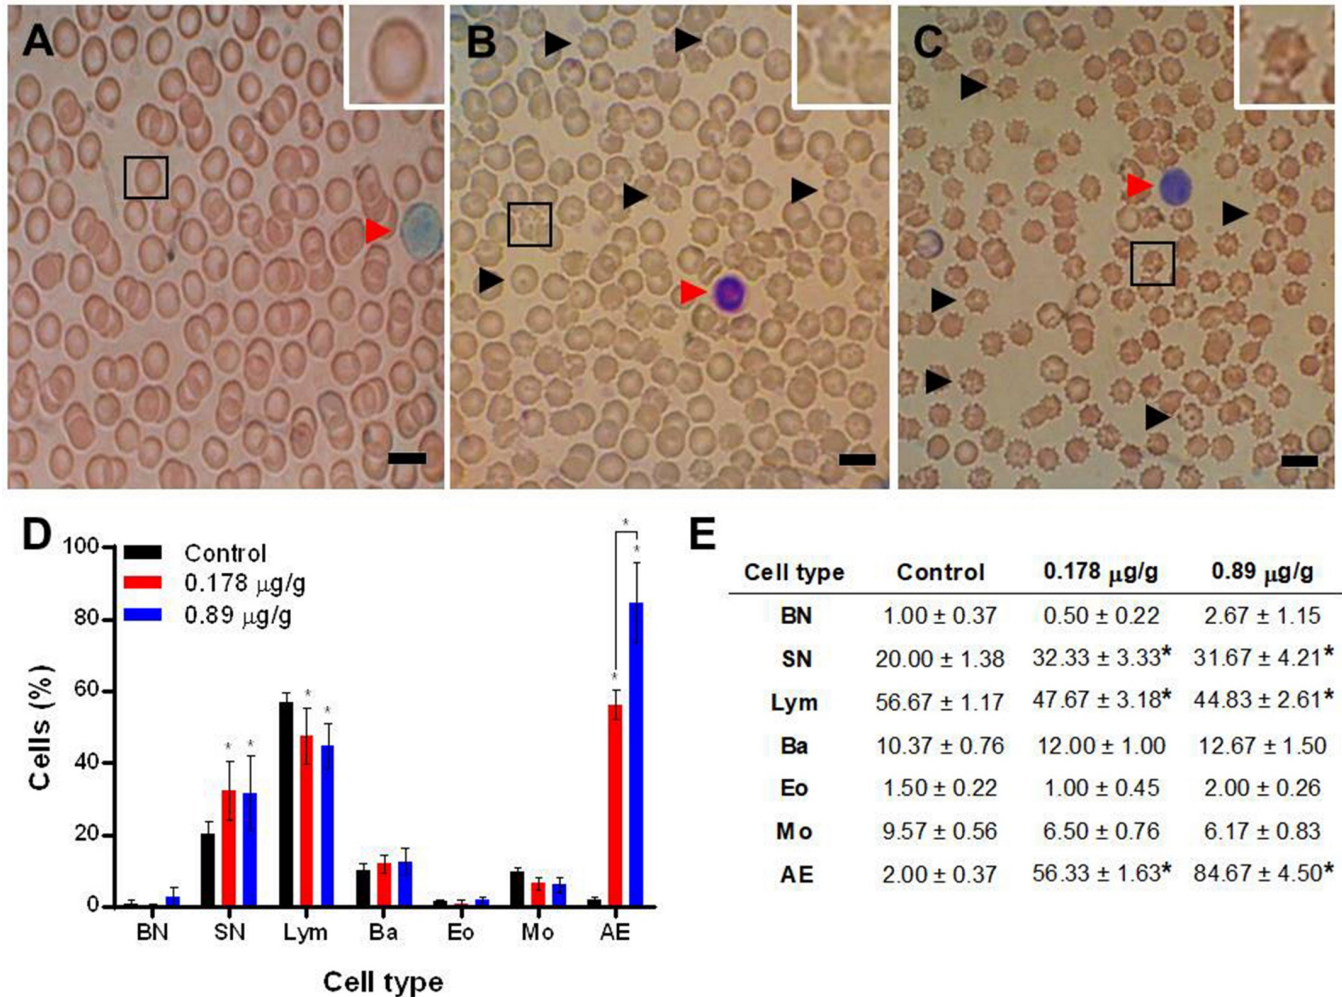 A
B
C
D
100
80
60
40
20
0
Cells (%)
Control
0.178 μg/g
0.89 μg/g
*
*
*
*
*
*
*
BN SN Lym Ba Eo Mo AE
Cell type
E
Cell type Control 0.178 μg/g 0.89 μg/g
BN 1.00 ± 0.37 0.50 ± 0.22 2.67 ± 1.15
SN 20.00 ± 1.38 32.33 ± 3.33* 31.67 ± 4.21*
Lym 56.67 ± 1.17 47.67 ± 3.18* 44.83 ± 2.61*
Ba 10.37 ± 0.76 12.00 ± 1.00 12.67 ± 1.50
Eo 1.50 ± 0.22 1.00 ± 0.45 2.00 ± 0.26
Mo 9.57 ± 0.56 6.50 ± 0.76 6.17 ± 0.83
AE 2.00 ± 0.37 56.33 ± 1.63* 84.67 ± 4.50*